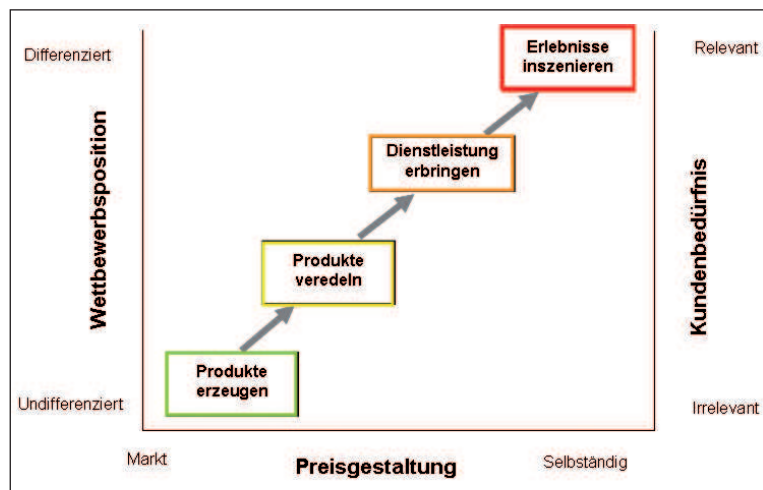 Differenziert
Erlebnisse
inszenieren
Relevant
Wettbewerbsposition
Dienstleistung
erbringen
Kundenbedürfnis
Produkte
veredeln
Produkte
erzeugen
Undifferenziert
Irrelevant
Markt
Preisgestaltung
Selbständig